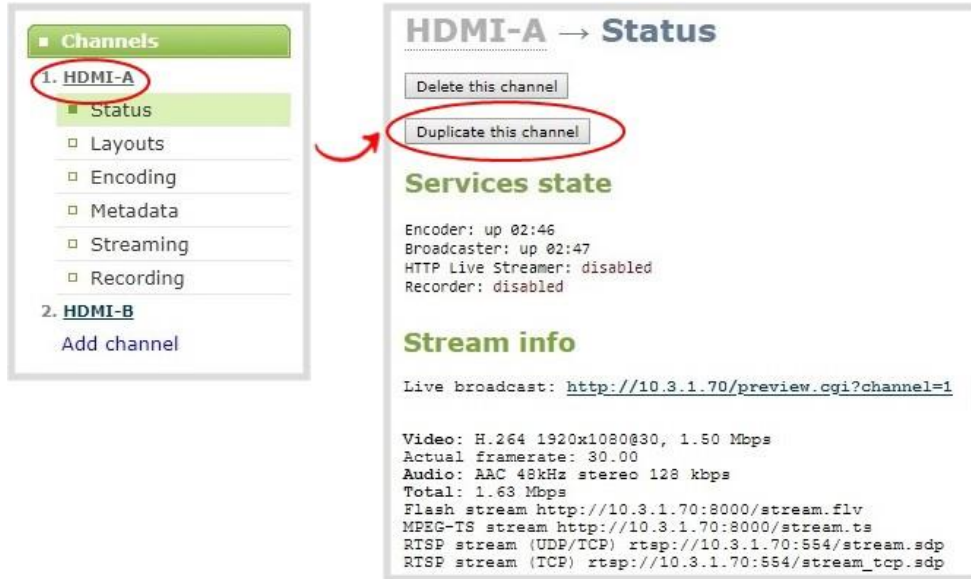 Channels
1. HDMI-A
Status
Layouts
Encoding
Metadata
Streaming
Recording
2. HDMI-B
Add channel
HDMI-A → Status
Delete this channel
Duplicate this channel
Services state
Encoder: up 02:46
Broadcaster: up 02:47
HTTP Live Streamer: disabled
Recorder: disabled
Stream info
Live broadcast: http://10.3.1.70/preview.cgi?channel=1
Video: H.264 1920x1080@30, 1.50 Mbps
Actual framerate: 30.00
Audio: AAC 48kHz stereo 128 kbps
Total: 1.63 Mbps
Flash stream http://10.3.1.70:8000/stream.flv
MPEG-TS stream http://10.3.1.70:8000/stream.ts
RTSP stream (UDP/TCP) rtsp://10.3.1.70:554/stream.sdp
RTSP stream (TCP) rtsp://10.3.1.70:554/stream_tcp.sdp